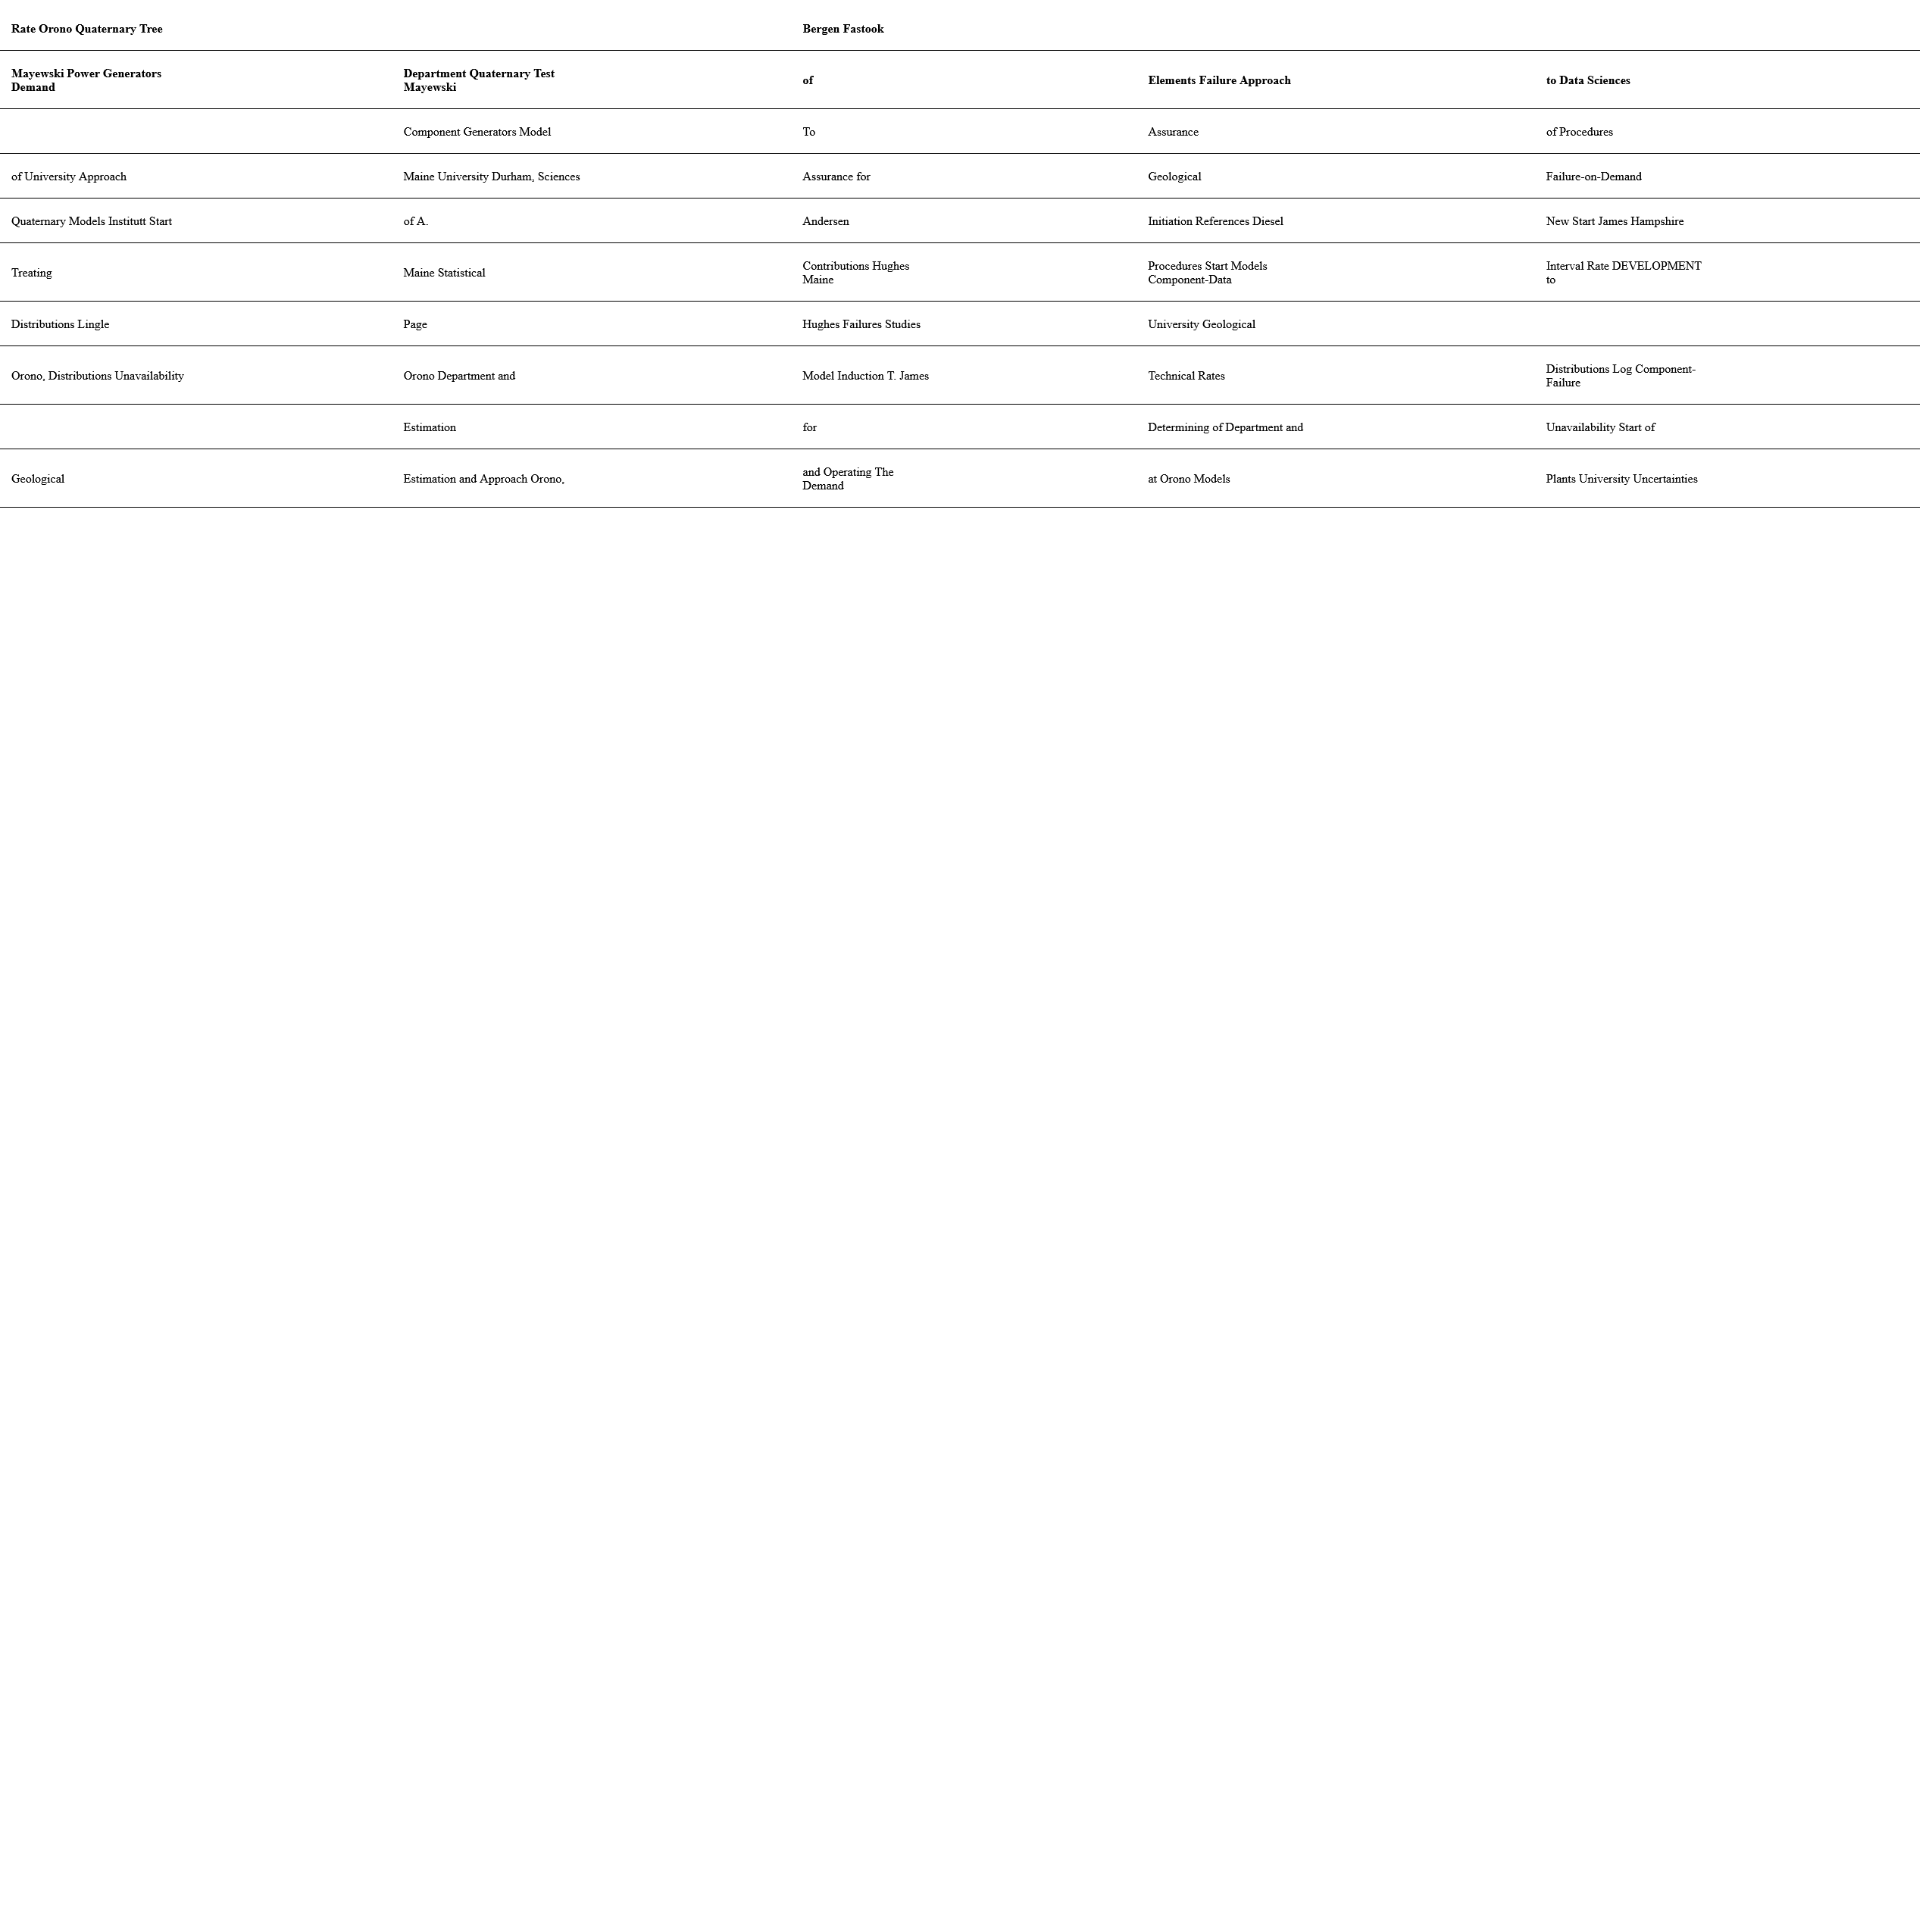 Rate Orono Quaternary Tree Bergen Fastook
Mayewski Power Generators Demand Department Quaternary Test Mayewski of Elements Failure Approach to Data Sciences
Component Generators Model To Assurance of Procedures
of University Approach Maine University Durham, Sciences Assurance for Geological Failure-on-Demand
Quaternary Models Institutt Start of A. Andersen Initiation References Diesel New Start James Hampshire
Treating Maine Statistical Contributions Hughes Maine Procedures Start Models Component-Data Interval Rate DEVELOPMENT to
Distributions Lingle Page Hughes Failures Studies University Geological
Orono, Distributions Unavailability Orono Department and Model Induction T. James Technical Rates Distributions Log Component-Failure
Estimation for Determining of Department and Unavailability Start of
Geological Estimation and Approach Orono, and Operating The Demand at Orono Models Plants University Uncertainties